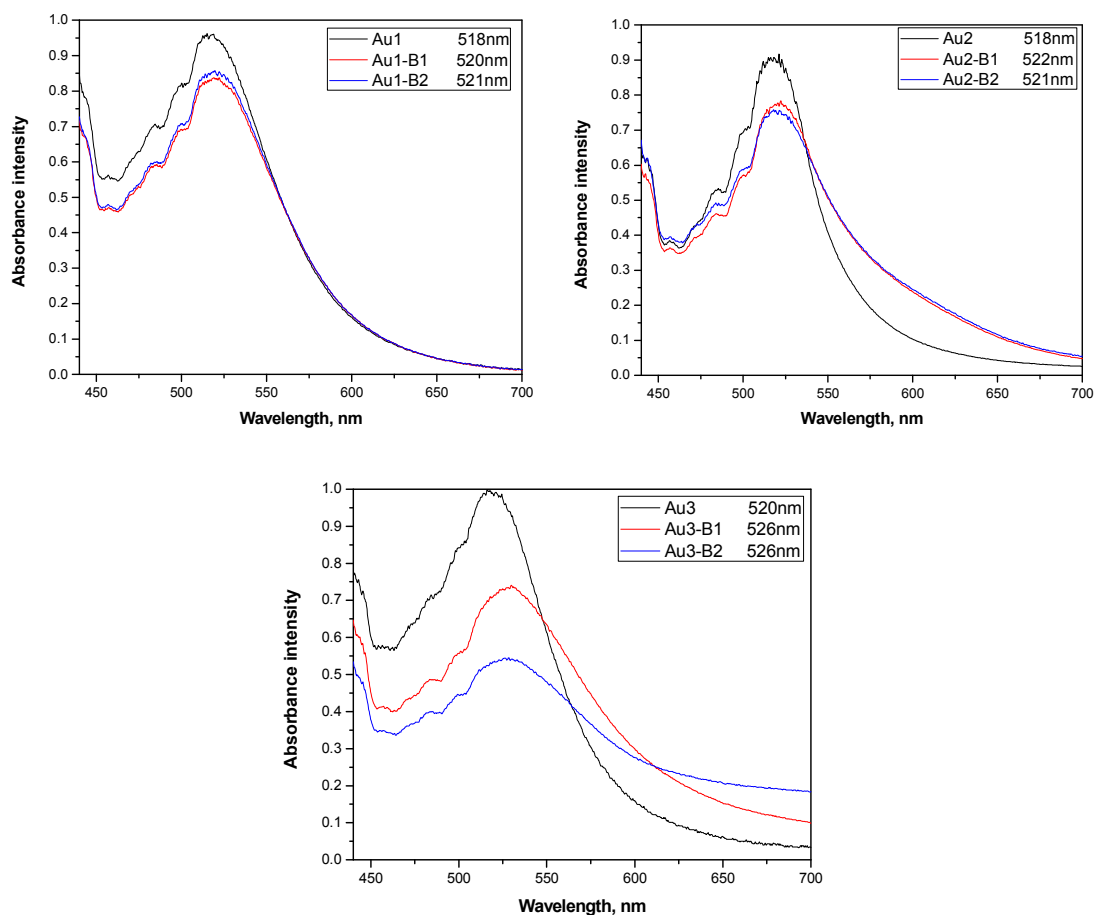 1.0
0.9
0.8
0.7
0.6
0.5
0.4
0.3
0.2
0.1
0.0
Absorbance intensity
Au1 518nm
Au1-B1 520nm
Au1-B2 521nm
450 500 550 600 650 700
Wavelength, nm
1.0
0.9
0.8
0.7
0.6
0.5
0.4
0.3
0.2
0.1
0.0
Absorbance intensity
Au2 518nm
Au2-B1 522nm
Au2-B2 521nm
450 500 550 600 650 700
Wavelength, nm
1.0
0.9
0.8
0.7
0.6
0.5
0.4
0.3
0.2
0.1
0.0
Absorbance intensity
Au3 520nm
Au3-B1 526nm
Au3-B2 526nm
450 500 550 600 650 700
Wavelength, nm